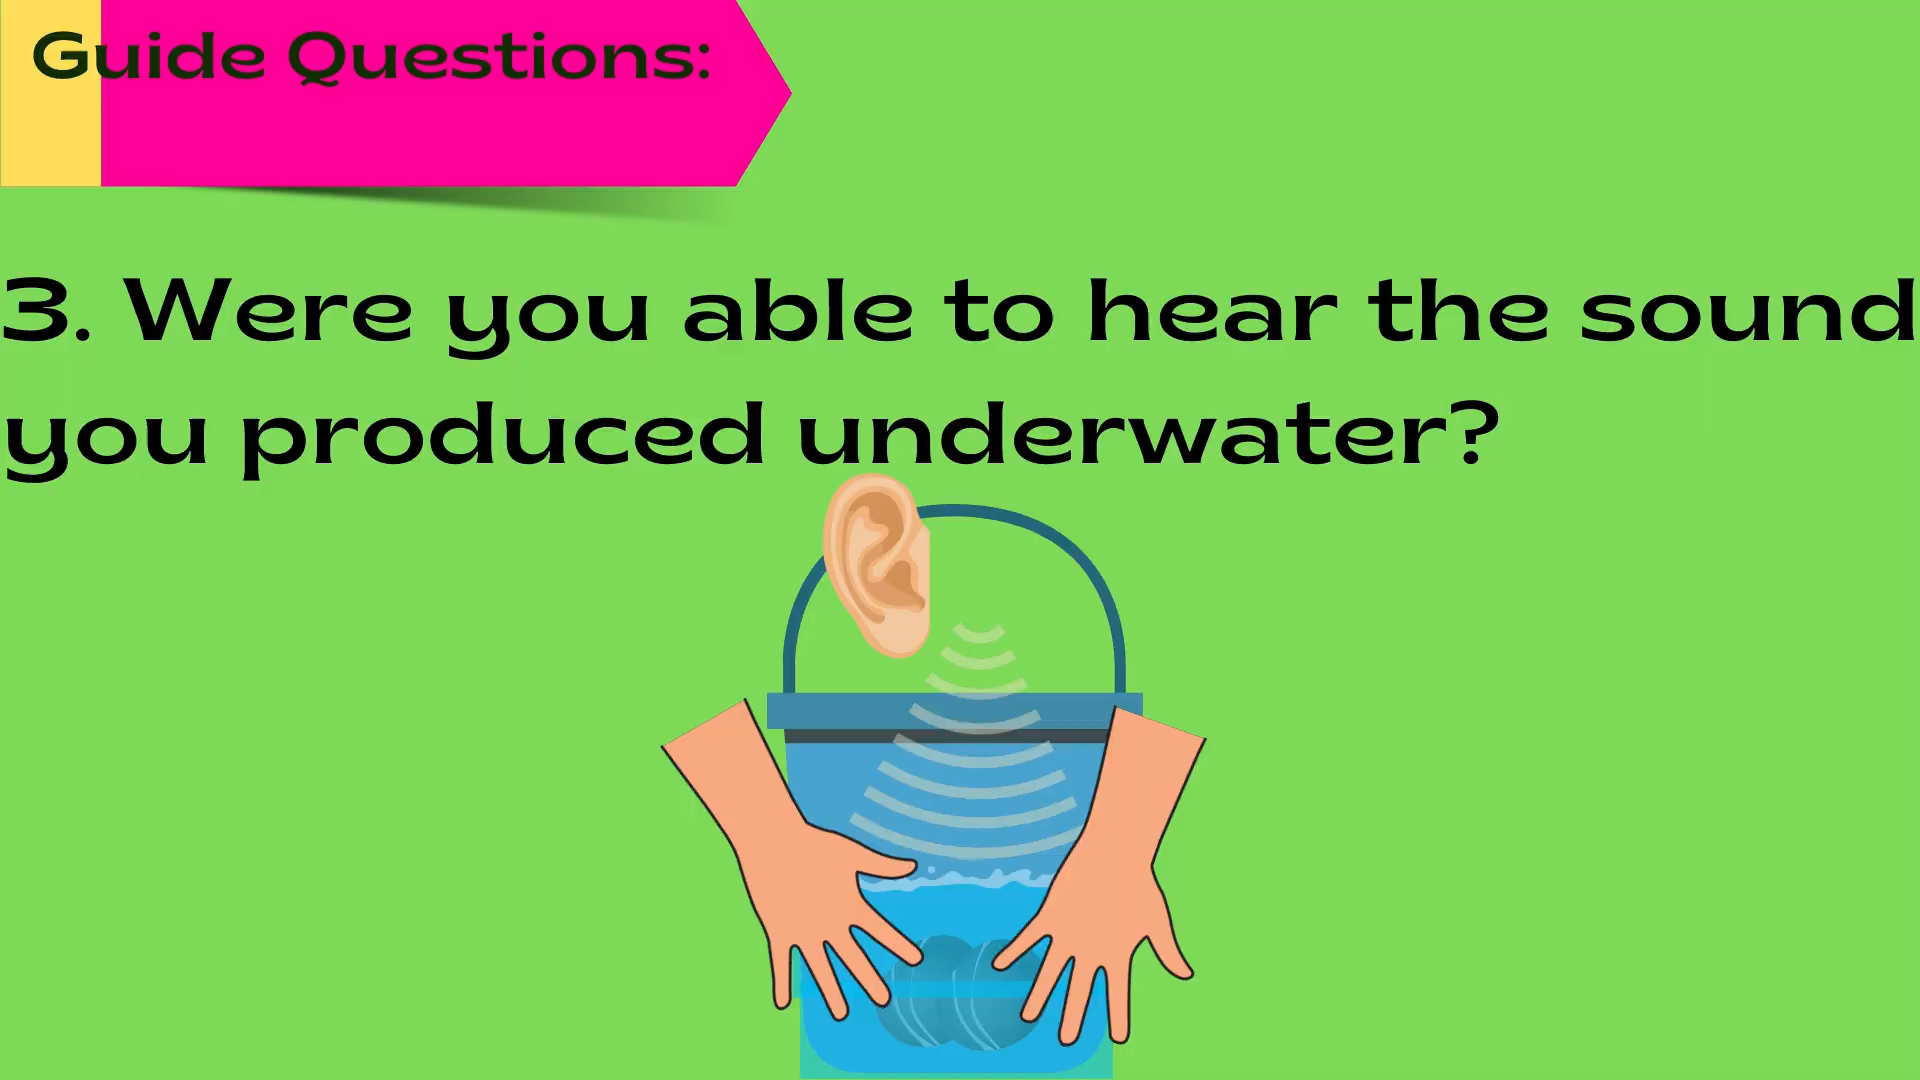 Guide Questions:
3. Were you able to hear the sound
you produced underwater?